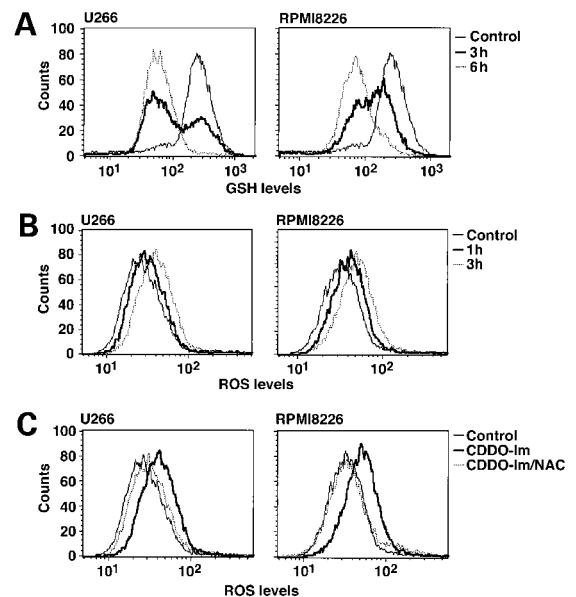 A
U266
RPMI8226
Control
3h
6h
Counts
100
80
60
40
20
0
10¹ 10² 10³
10¹ 10² 10³
GSH levels
B
U266
RPMI8226
Control
1h
3h
Counts
100
80
60
40
20
0
10¹ 10²
10¹ 10²
ROS levels
C
U266
RPMI8226
Control
CDDO-Im
CDDO-Im/NAC
Counts
100
80
60
40
20
0
10¹ 10²
10¹ 10²
ROS levels